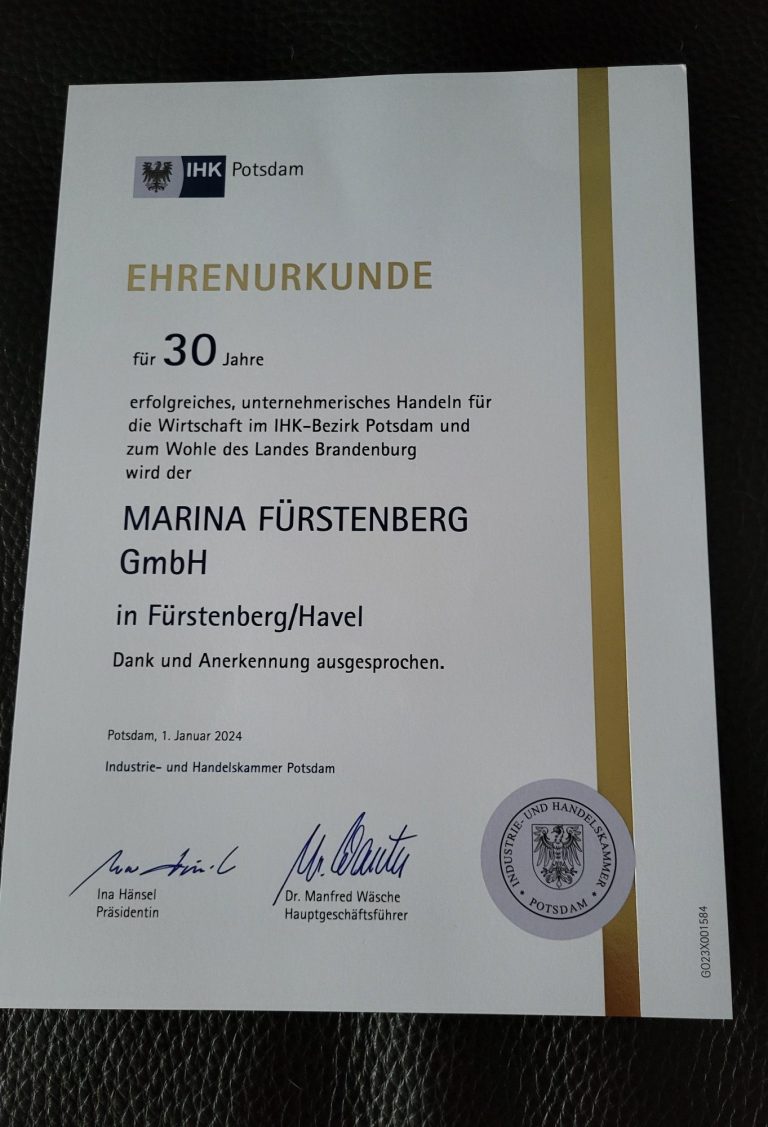 IHK Potsdam
EHRENURKUNDE
für 30 Jahre
erfolgreiches, unternehmerisches Handeln für
die Wirtschaft im IHK-Bezirk Potsdam und
zum Wohle des Landes Brandenburg
wird der
MARINA FÜRSTENBERG
GmbH
in Fürstenberg/Havel
Dank und Anerkennung ausgesprochen.
Potsdam, 1. Januar 2024
Industrie- und Handelskammer Potsdam
Ina Hänsel
Präsidentin
Dr. Manfred Wäsche
Hauptgeschäftsführer
INDUSTRIE- UND HANDELSKAMMER
* POTSDAM *
GO23X001584